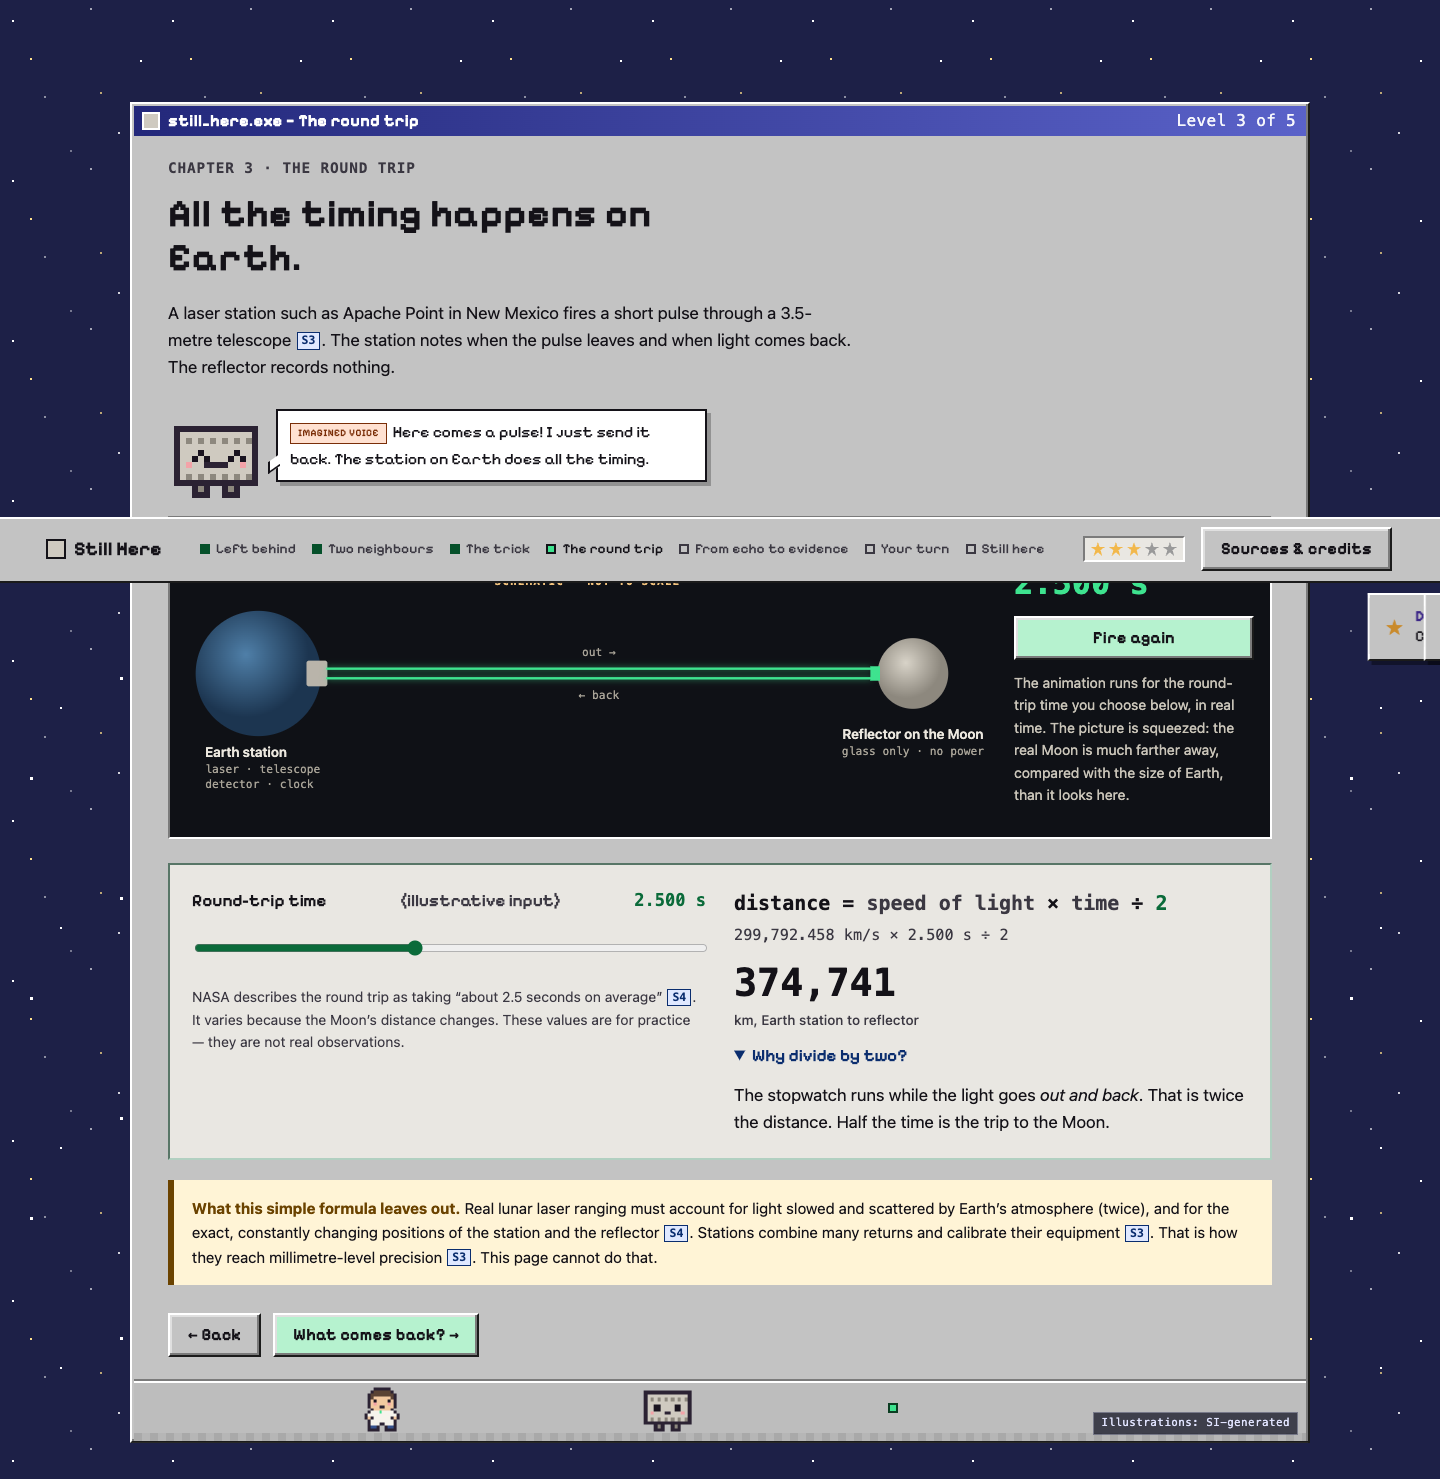 still_here.exe – The round trip
Level 3 of 5
CHAPTER 3 · THE ROUND TRIP
All the timing happens on
Earth.
A laser station such as Apache Point in New Mexico fires a short pulse through a 3.5-
metre telescope S3. The station notes when the pulse leaves and when light comes back.
The reflector records nothing.
IMAGINED VOICE Here comes a pulse! I just send it
back. The station on Earth does all the timing.
Still Here
Left behind
Two neighbours
The trick
The round trip
From echo to evidence
Your turn
Still here
★★★★★
Sources & credits
2.500 s
Fire again
out →
← back
Earth station
laser · telescope
detector · clock
Reflector on the Moon
glass only · no power
The animation runs for the round-
trip time you choose below, in real
time. The picture is squeezed: the
real Moon is much farther away,
compared with the size of Earth,
than it looks here.
Round-trip time
(illustrative input)
2.500 s
NASA describes the round trip as taking “about 2.5 seconds on average” S4.
It varies because the Moon’s distance changes. These values are for practice
— they are not real observations.
distance = speed of light × time ÷ 2
299,792.458 km/s × 2.500 s ÷ 2
374,741
km, Earth station to reflector
▼ Why divide by two?
The stopwatch runs while the light goes out and back. That is twice
the distance. Half the time is the trip to the Moon.
What this simple formula leaves out. Real lunar laser ranging must account for light slowed and scattered by Earth’s atmosphere (twice), and for the
exact, constantly changing positions of the station and the reflector S4. Stations combine many returns and calibrate their equipment S3. That is how
they reach millimetre-level precision S3. This page cannot do that.
← Back
What comes back? →
Illustrations: SI-generated